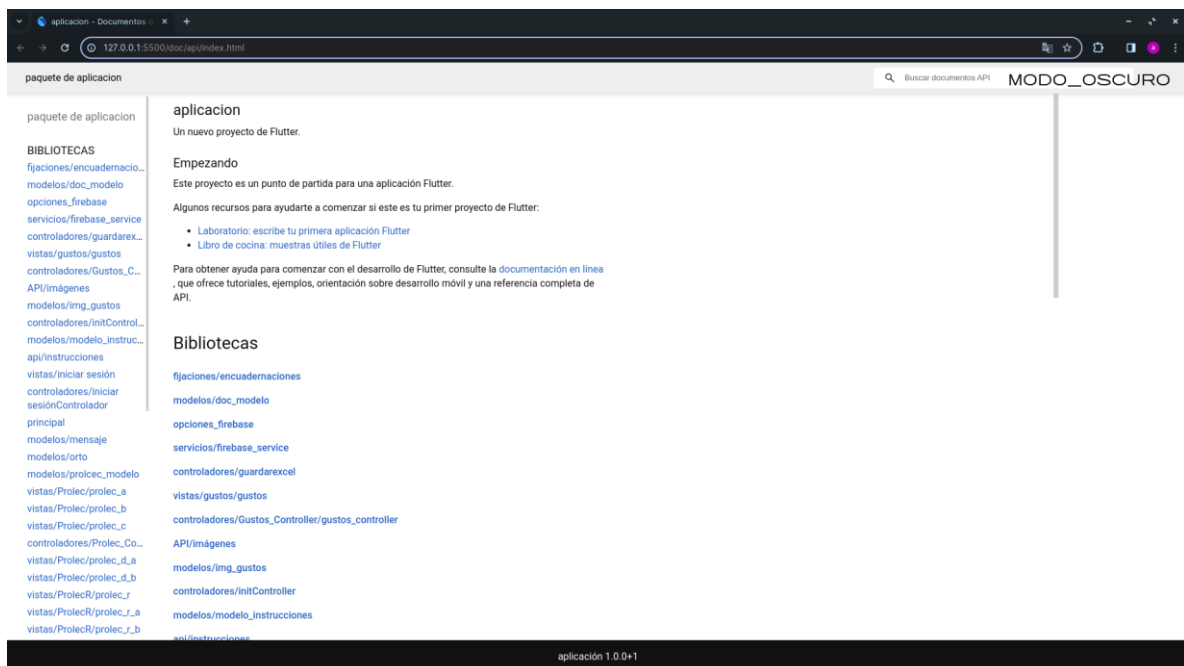 aplicacion - Documentos d
127.0.0.1:5500/doc/api/index.html
paquete de aplicacion
Buscar documentos API
MODO_OSCURO
paquete de aplicacion
BIBLIOTECAS
fijaciones/encuadernacio...
modelos/doc_modelo
opciones_firebase
servicios/firebase_service
controladores/guardarex...
vistas/gustos/gustos
controladores/Gustos_C...
API/imágenes
modelos/img_gustos
controladores/initControl...
modelos/modelo_instruc...
api/instrucciones
vistas/iniciar sesión
controladores/iniciar
sesiónControlador
principal
modelos/mensaje
modelos/orto
modelos/prolcec_modelo
vistas/Prolec/prolec_a
vistas/Prolec/prolec_b
vistas/Prolec/prolec_c
controladores/Prolec_Co...
vistas/Prolec/prolec_d_a
vistas/Prolec/prolec_d_b
vistas/ProlecR/prolec_r
vistas/ProlecR/prolec_r_a
vistas/ProlecR/prolec_r_b
aplicacion
Un nuevo proyecto de Flutter.
Empezando
Este proyecto es un punto de partida para una aplicación Flutter.
Algunos recursos para ayudarte a comenzar si este es tu primer proyecto de Flutter:
• Laboratorio: escribe tu primera aplicación Flutter
• Libro de cocina: muestras útiles de Flutter
Para obtener ayuda para comenzar con el desarrollo de Flutter, consulte la documentación en línea
, que ofrece tutoriales, ejemplos, orientación sobre desarrollo móvil y una referencia completa de
API.
Bibliotecas
fijaciones/encuadernaciones
modelos/doc_modelo
opciones_firebase
servicios/firebase_service
controladores/guardarexcel
vistas/gustos/gustos
controladores/Gustos_Controller/gustos_controller
API/imágenes
modelos/img_gustos
controladores/initController
modelos/modelo_instrucciones
api/instrucciones
aplicación 1.0.0+1